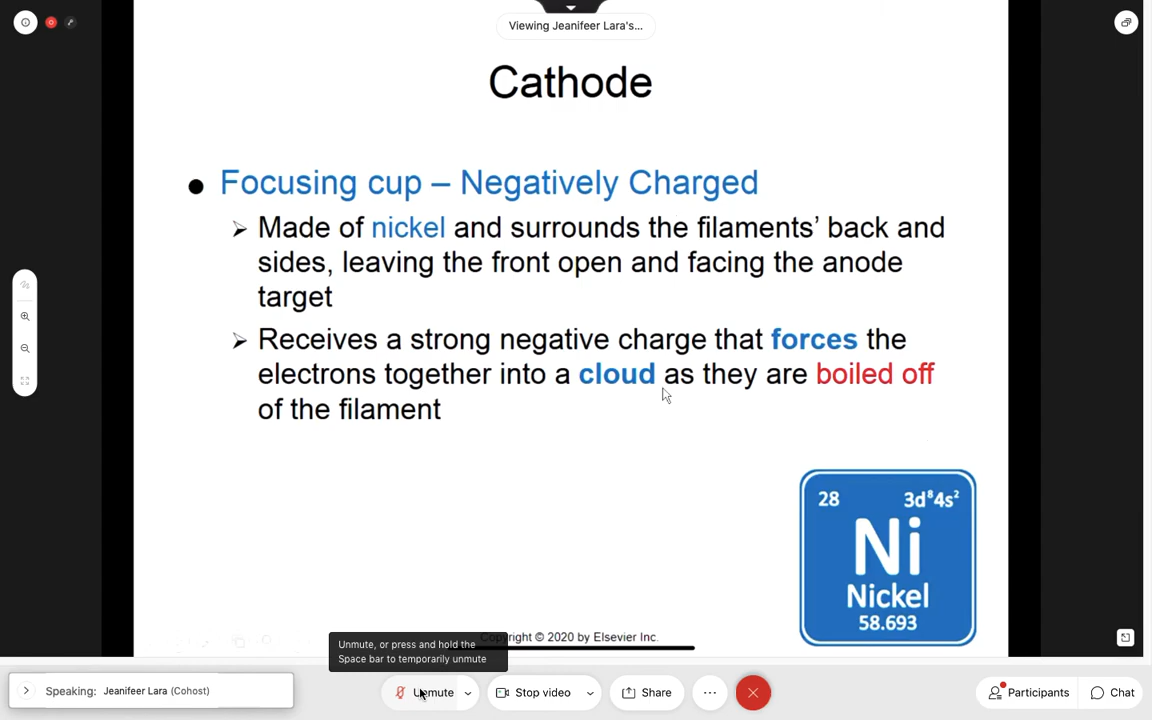 Viewing Jeanifeer Lara's...
Cathode
● Focusing cup – Negatively Charged
➢ Made of nickel and surrounds the filaments' back and
sides, leaving the front open and facing the anode
target
➢ Receives a strong negative charge that forces the
electrons together into a cloud as they are boiled off
of the filament
28 3d⁸4s²
Ni
Nickel
58.693
Copyright © 2020 by Elsevier Inc.
Unmute, or press and hold the
Space bar to temporarily unmute
Speaking: Jeanifeer Lara (Cohost)
Unmute
Stop video
Share
Participants
Chat